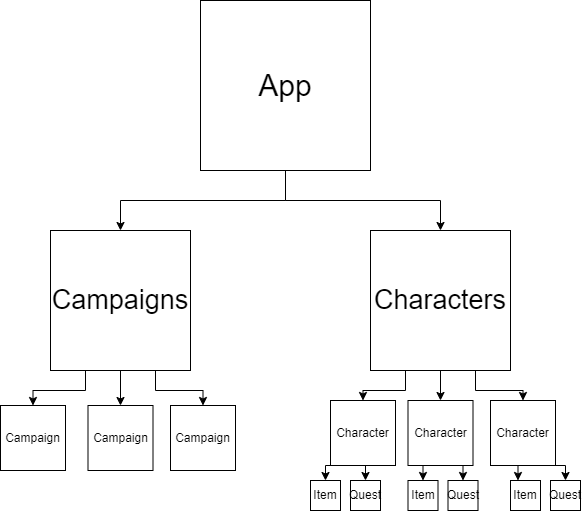 App
Campaigns
Characters
Campaign
Campaign
Campaign
Character
Character
Character
Item
Quest
Item
Quest
Item
Quest